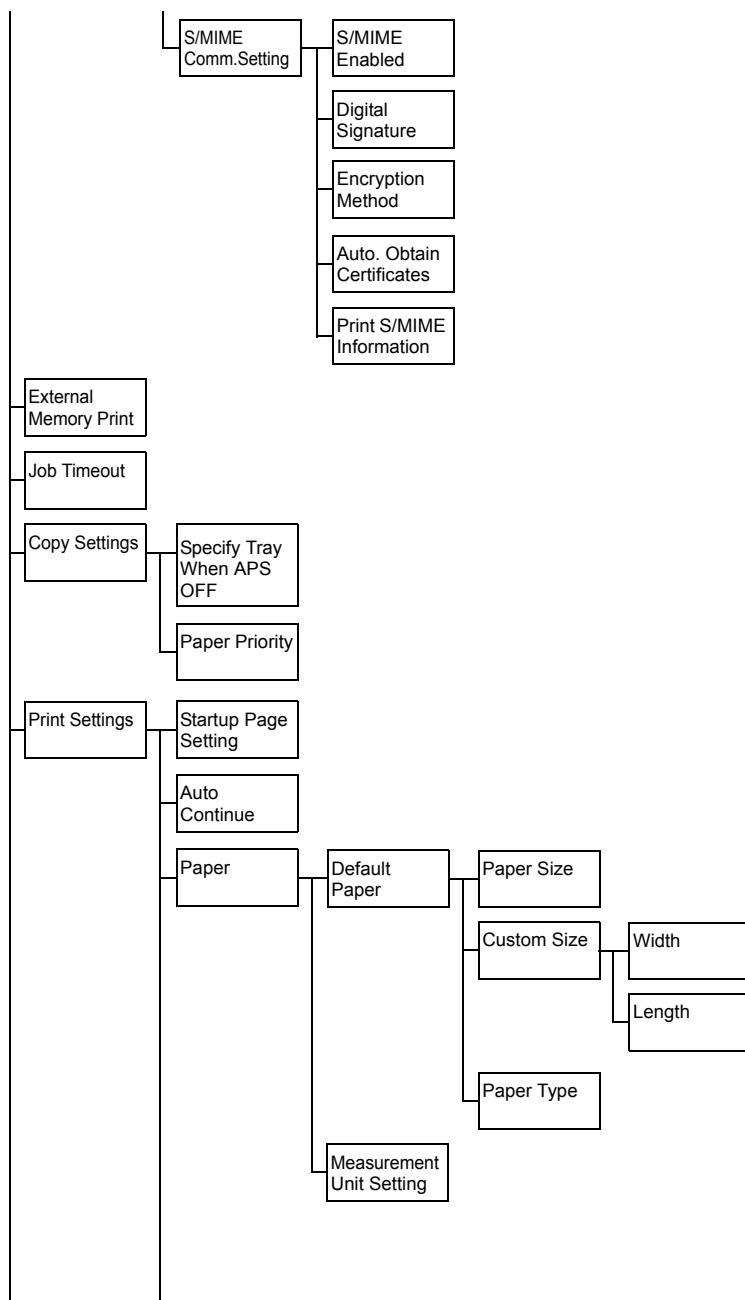 S/MIME
Comm.Setting
S/MIME
Enabled
Digital
Signature
Encryption
Method
Auto. Obtain
Certificates
Print S/MIME
Information
External
Memory Print
Job Timeout
Copy Settings
Specify Tray
When APS
OFF
Paper Priority
Print Settings
Startup Page
Setting
Auto
Continue
Paper
Default
Paper
Paper Size
Custom Size
Width
Length
Paper Type
Measurement
Unit Setting